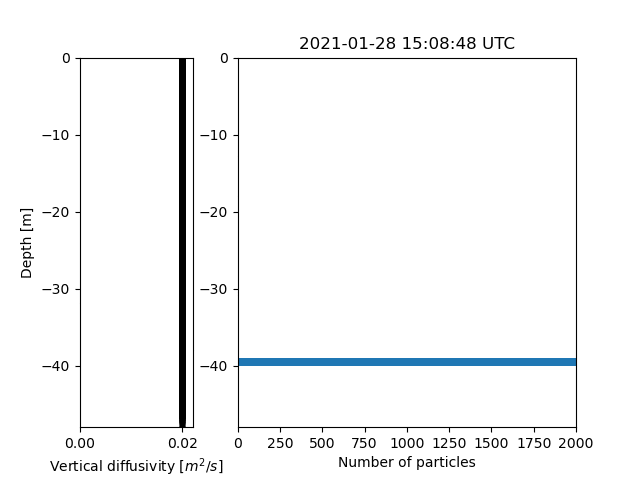 2021-01-28 15:08:48 UTC
0
−10
−20
−30
−40
Depth [m]
0.00 0.02
Vertical diffusivity [m²/s]
0
−10
−20
−30
−40
0 250 500 750 1000 1250 1500 1750 2000
Number of particles